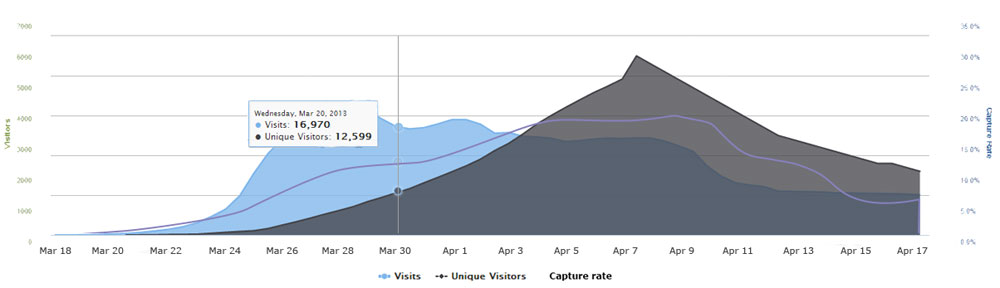 7000
6000
5000
4000
3000
2000
1000
0
Visitors
35.0%
30.0%
25.0%
20.0%
15.0%
10.0%
5.0%
0.0%
Capture Rate
Wednesday, Mar 20, 2013
Visits: 16,970
Unique Visitors: 12,599
Mar 18 Mar 20 Mar 22 Mar 24 Mar 26 Mar 28 Mar 30 Apr 1 Apr 3 Apr 5 Apr 7 Apr 9 Apr 11 Apr 13 Apr 15 Apr 17
Visits Unique Visitors Capture rate